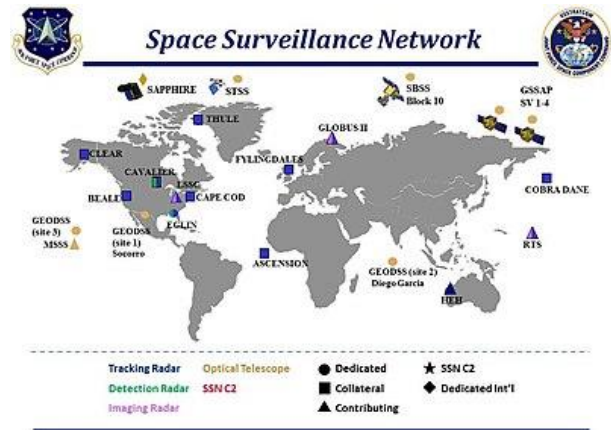 Space Surveillance Network
SAPPHIRE
STSS
SBSS
Block 10
GSSAP
SV 1-4
THULE
GLOBUS II
CLEAR
FYLINGDALES
CAVALIER
LSSC
BEALE
CAPE COD
COBRA DANE
EGLIN
GEODSS
(site 3)
MSSS
GEODSS
(site 1)
Socorro
ASCENSION
GEODSS (site 2)
Diego Garcia
RTS
HEH
Tracking Radar
Optical Telescope
Dedicated
SSN C2
Detection Radar
SSN C2
Collateral
Dedicated Int'l
Imaging Radar
Contributing